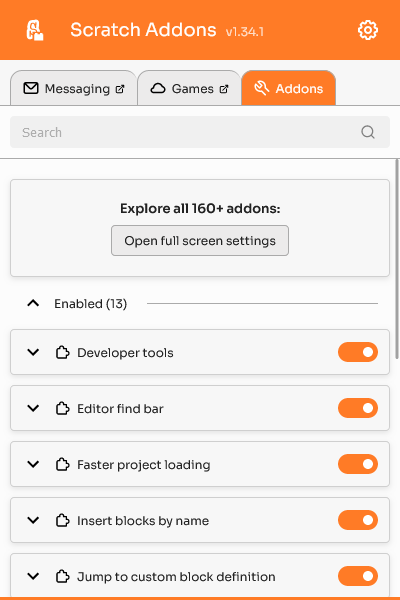 Scratch Addons v1.34.1
Messaging Games Addons
Search
Explore all 160+ addons:
Open full screen settings
Enabled (13)
Developer tools
Editor find bar
Faster project loading
Insert blocks by name
Jump to custom block definition